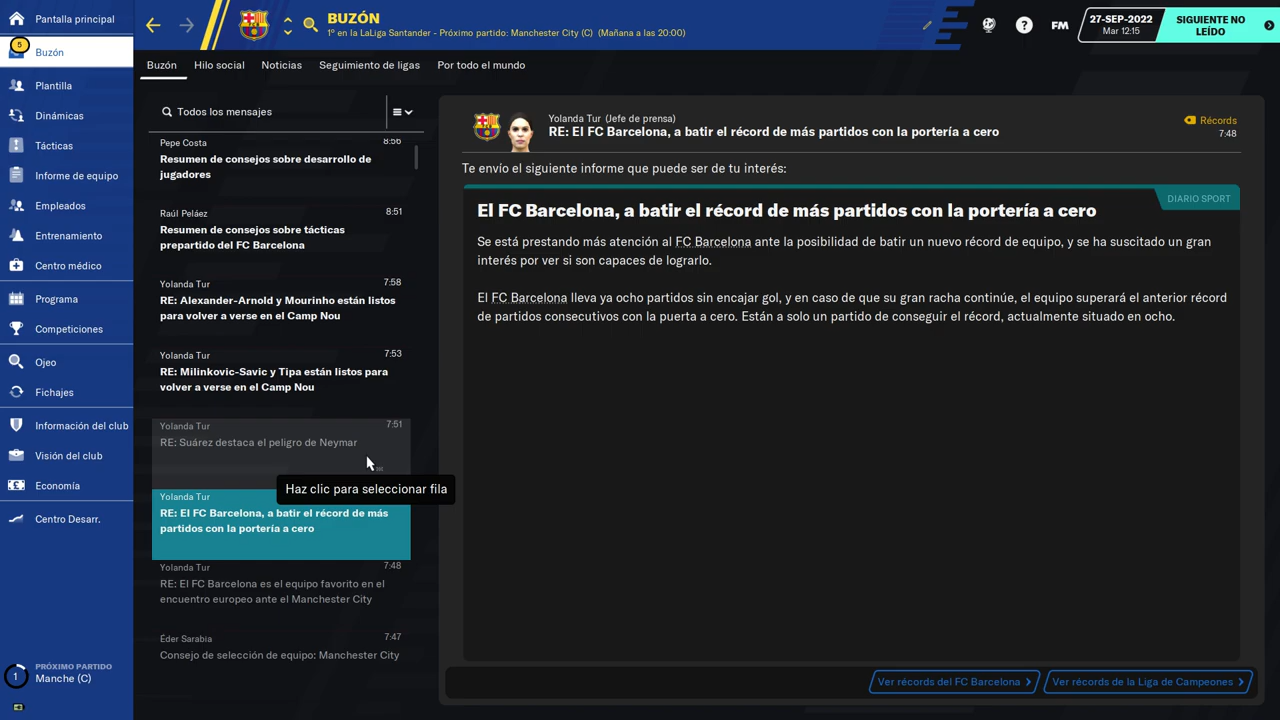 Pantalla principal
5
Buzón
Plantilla
Dinámicas
Tácticas
Informe de equipo
Empleados
Entrenamiento
Centro médico
Programa
Competiciones
Ojeo
Fichajes
Información del club
Visión del club
Economía
Centro Desarr.
1
PRÓXIMO PARTIDO
Manche (C)
BUZÓN
1º en la LaLiga Santander - Próximo partido: Manchester City (C) (Mañana a las 20:00)
?
FM
27-SEP-2022
Mar 12:15
SIGUIENTE NO
LEÍDO
Buzón Hilo social Noticias Seguimiento de ligas Por todo el mundo
Todos los mensajes
Pepe Costa 8:56
Resumen de consejos sobre desarrollo de
jugadores
Raúl Peláez 8:51
Resumen de consejos sobre tácticas
prepartido del FC Barcelona
Yolanda Tur 7:58
RE: Alexander-Arnold y Mourinho están listos
para volver a verse en el Camp Nou
Yolanda Tur 7:53
RE: Milinkovic-Savic y Tipa están listos para
volver a verse en el Camp Nou
Yolanda Tur 7:51
RE: Suárez destaca el peligro de Neymar
Haz clic para seleccionar fila
Yolanda Tur
RE: El FC Barcelona, a batir el récord de más
partidos con la portería a cero
Yolanda Tur 7:48
RE: El FC Barcelona es el equipo favorito en el
encuentro europeo ante el Manchester City
Éder Sarabia 7:47
Consejo de selección de equipo: Manchester City
Yolanda Tur (Jefe de prensa)
RE: El FC Barcelona, a batir el récord de más partidos con la portería a cero
Récords
7:48
Te envío el siguiente informe que puede ser de tu interés:
DIARIO SPORT
El FC Barcelona, a batir el récord de más partidos con la portería a cero
Se está prestando más atención al FC Barcelona ante la posibilidad de batir un nuevo récord de equipo, y se ha suscitado un gran
interés por ver si son capaces de lograrlo.
El FC Barcelona lleva ya ocho partidos sin encajar gol, y en caso de que su gran racha continúe, el equipo superará el anterior récord
de partidos consecutivos con la puerta a cero. Están a solo un partido de conseguir el récord, actualmente situado en ocho.
Ver récords del FC Barcelona
Ver récords de la Liga de Campeones